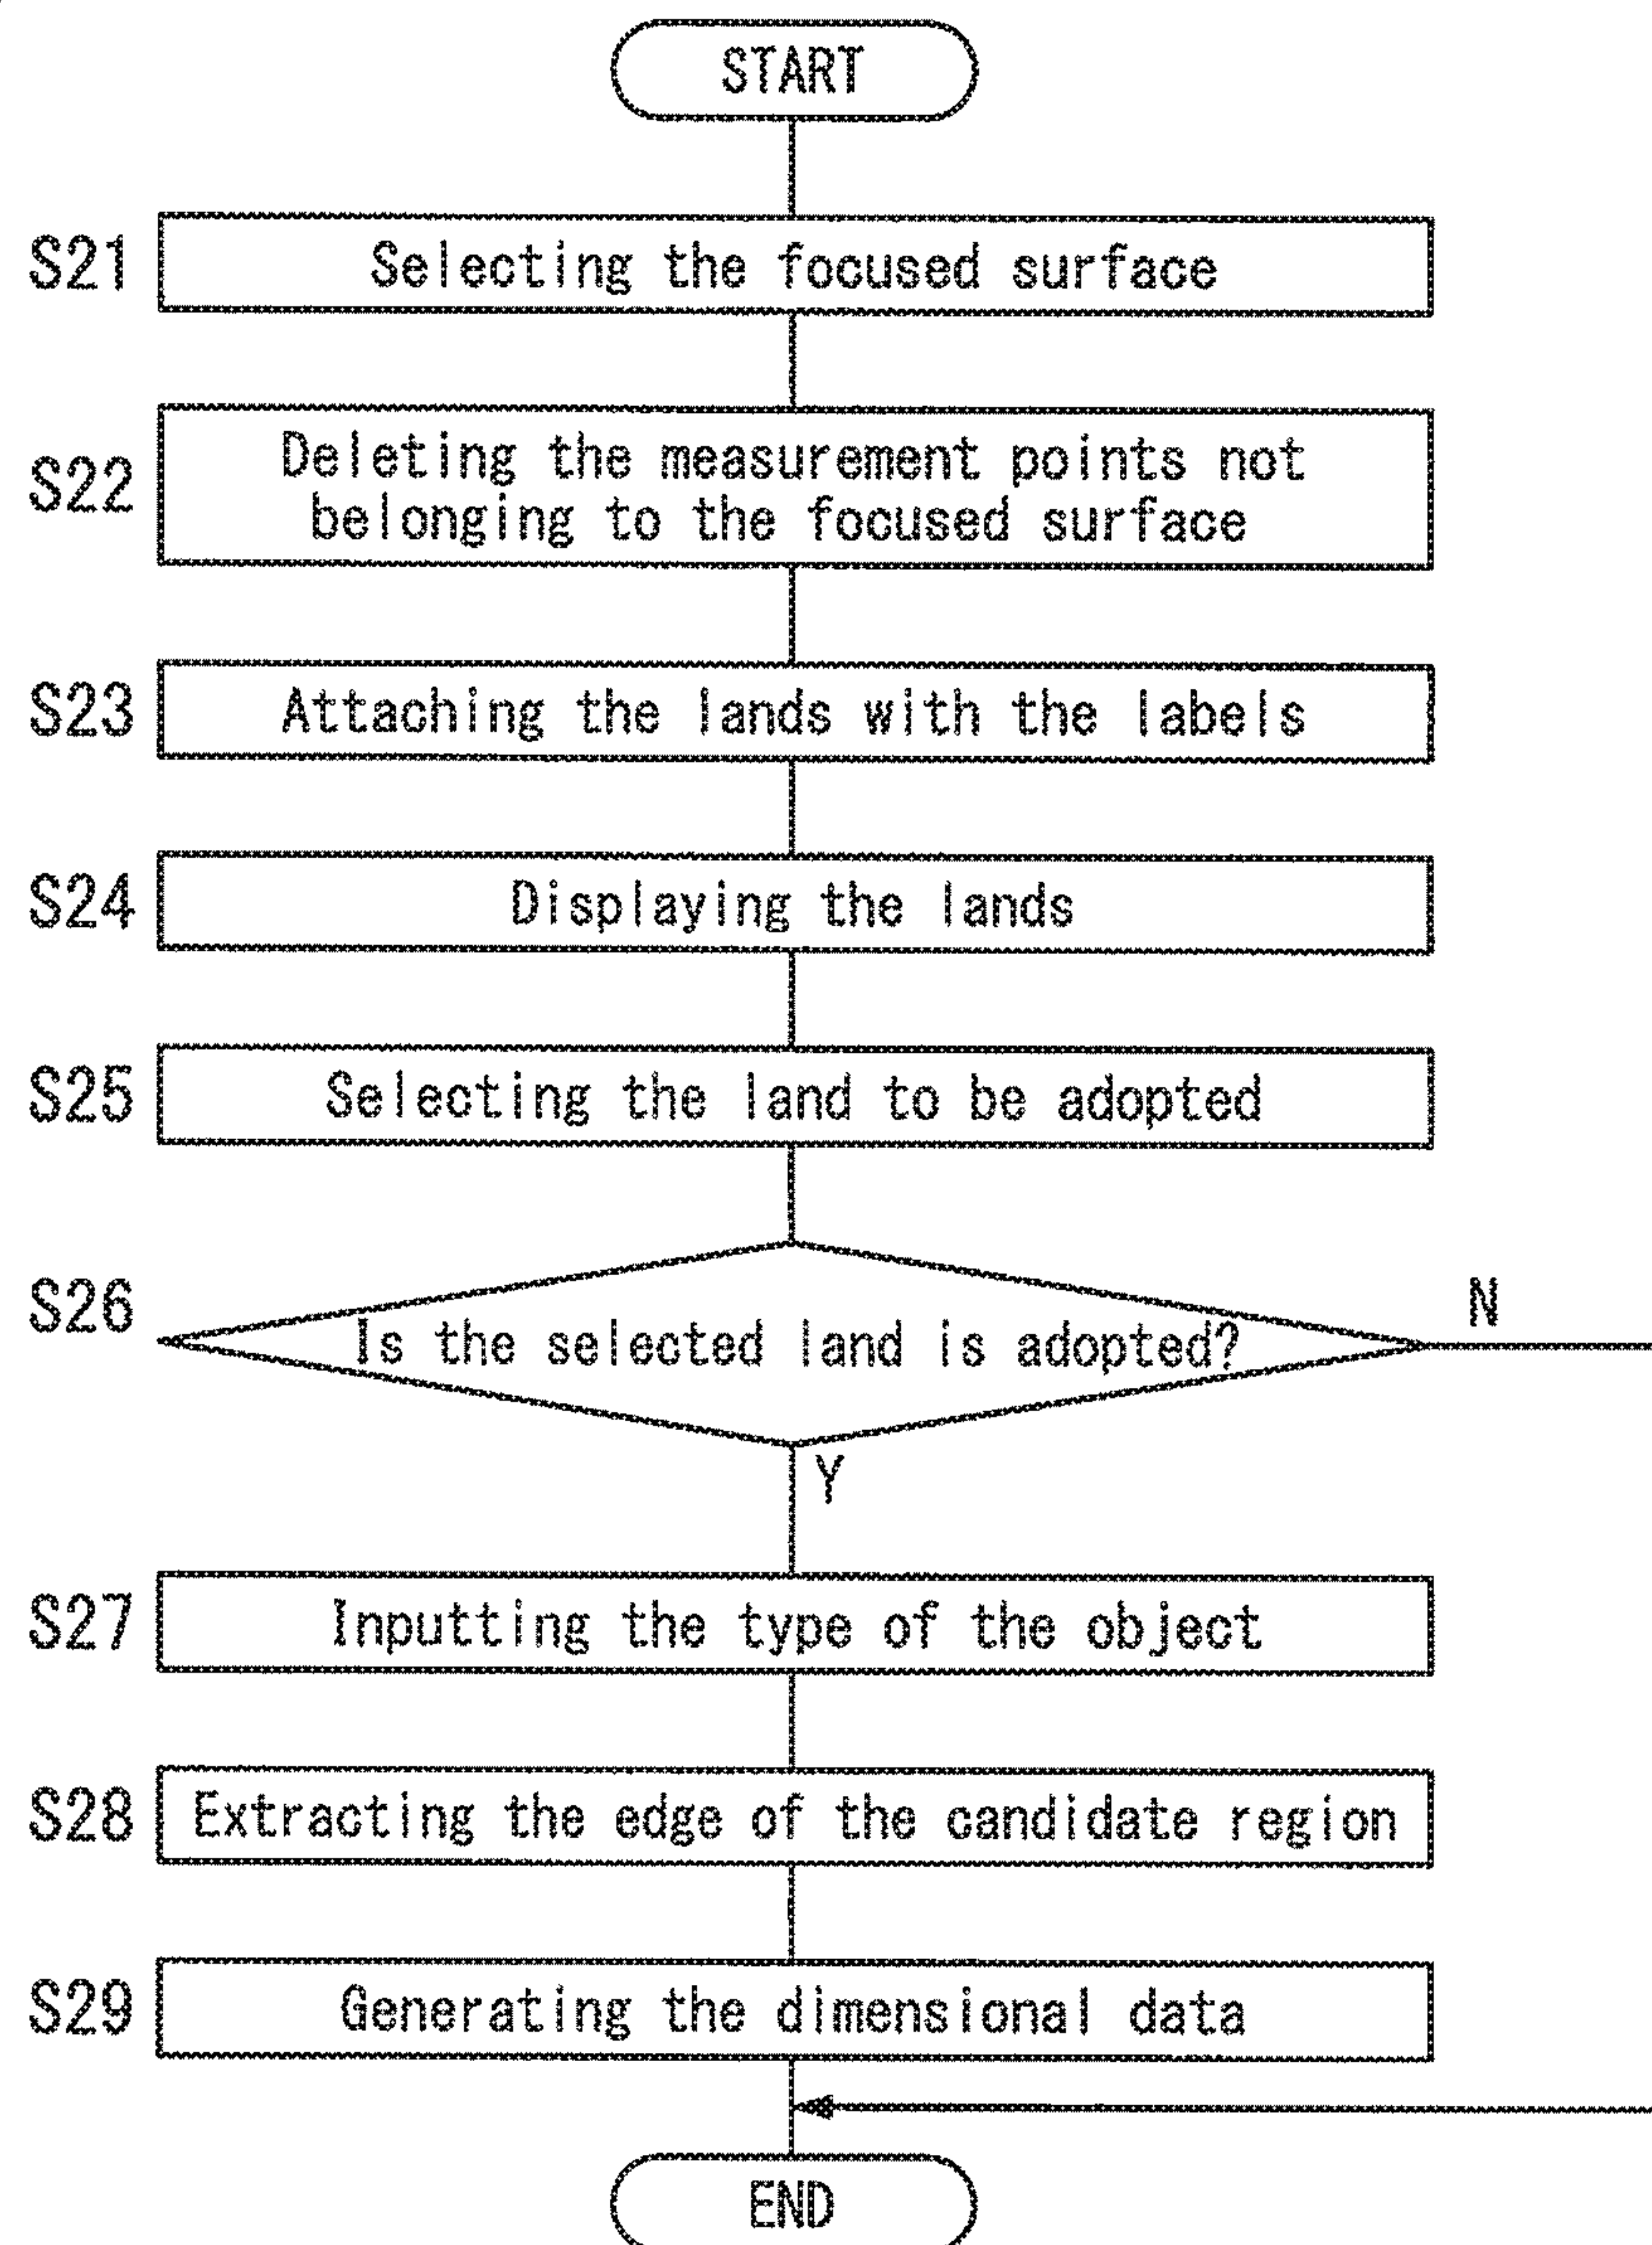 START
S21 Selecting the focused surface
S22 Deleting the measurement points not
belonging to the focused surface
S23 Attaching the lands with the labels
S24 Displaying the lands
S25 Selecting the land to be adopted
S26 Is the selected land is adopted? N
Y
S27 Inputting the type of the object
S28 Extracting the edge of the candidate region
S29 Generating the dimensional data
END